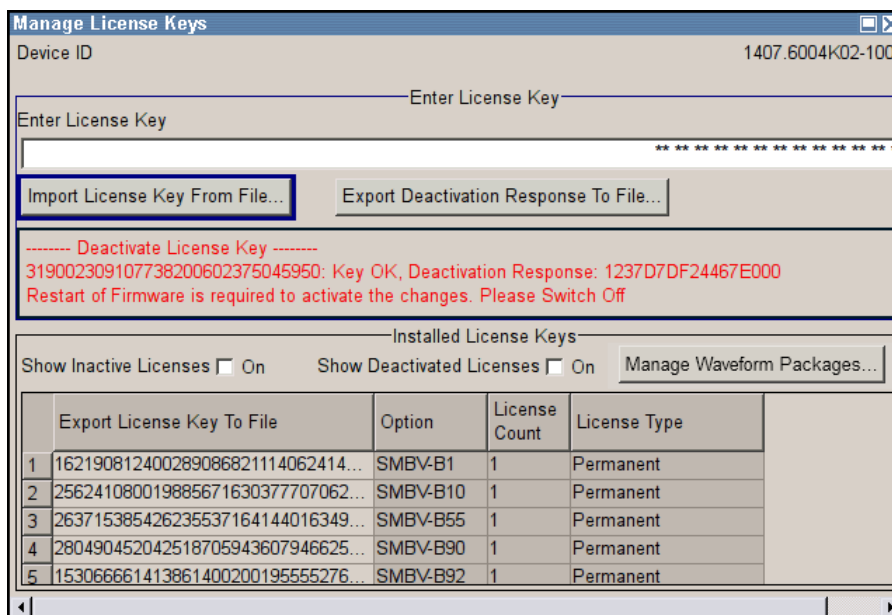 Manage License Keys
Device ID 1407.6004K02-100
Enter License Key
Enter License Key
** ** ** ** ** ** ** ** ** ** ** ** *
Import License Key From File... Export Deactivation Response To File...
-------- Deactivate License Key --------
319002309107738200602375045950: Key OK, Deactivation Response: 1237D7DF24467E000
Restart of Firmware is required to activate the changes. Please Switch Off
Installed License Keys
Show Inactive Licenses On Show Deactivated Licenses On Manage Waveform Packages...
Export License Key To File Option License Count License Type
1 162190812400289086821114062414... SMBV-B1 1 Permanent
2 256241080019885671630377707062... SMBV-B10 1 Permanent
3 263715385426235537164144016349... SMBV-B55 1 Permanent
4 280490452042518705943607946625... SMBV-B90 1 Permanent
5 153066661413861400200195555276... SMBV-B92 1 Permanent